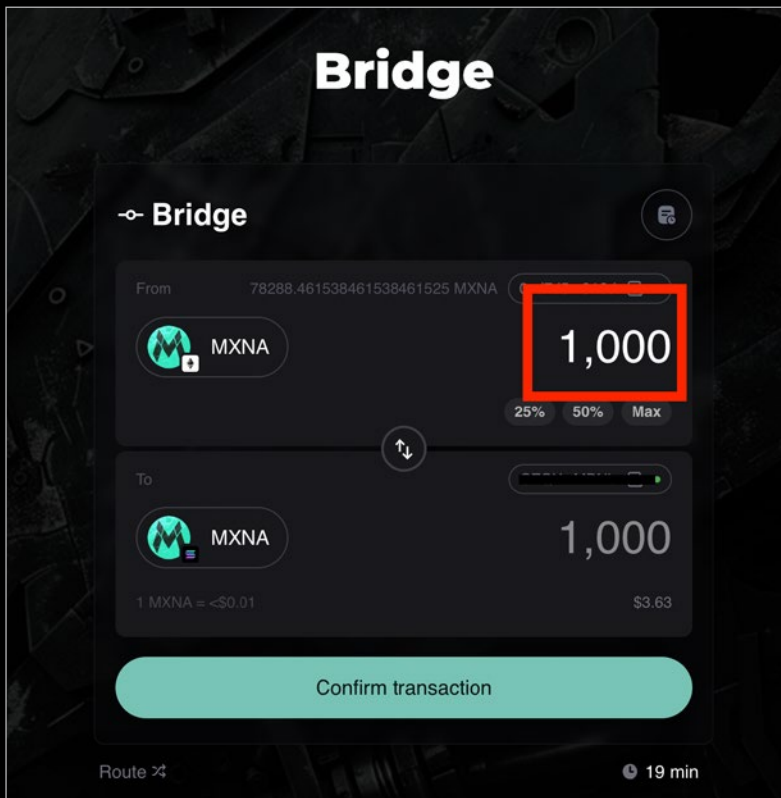 Bridge
Bridge
From 78288.461538461538461525 MXNA
MXNA
1,000
25% 50% Max
To
MXNA
1,000
1 MXNA = <$0.01 $3.63
Confirm transaction
Route 19 min